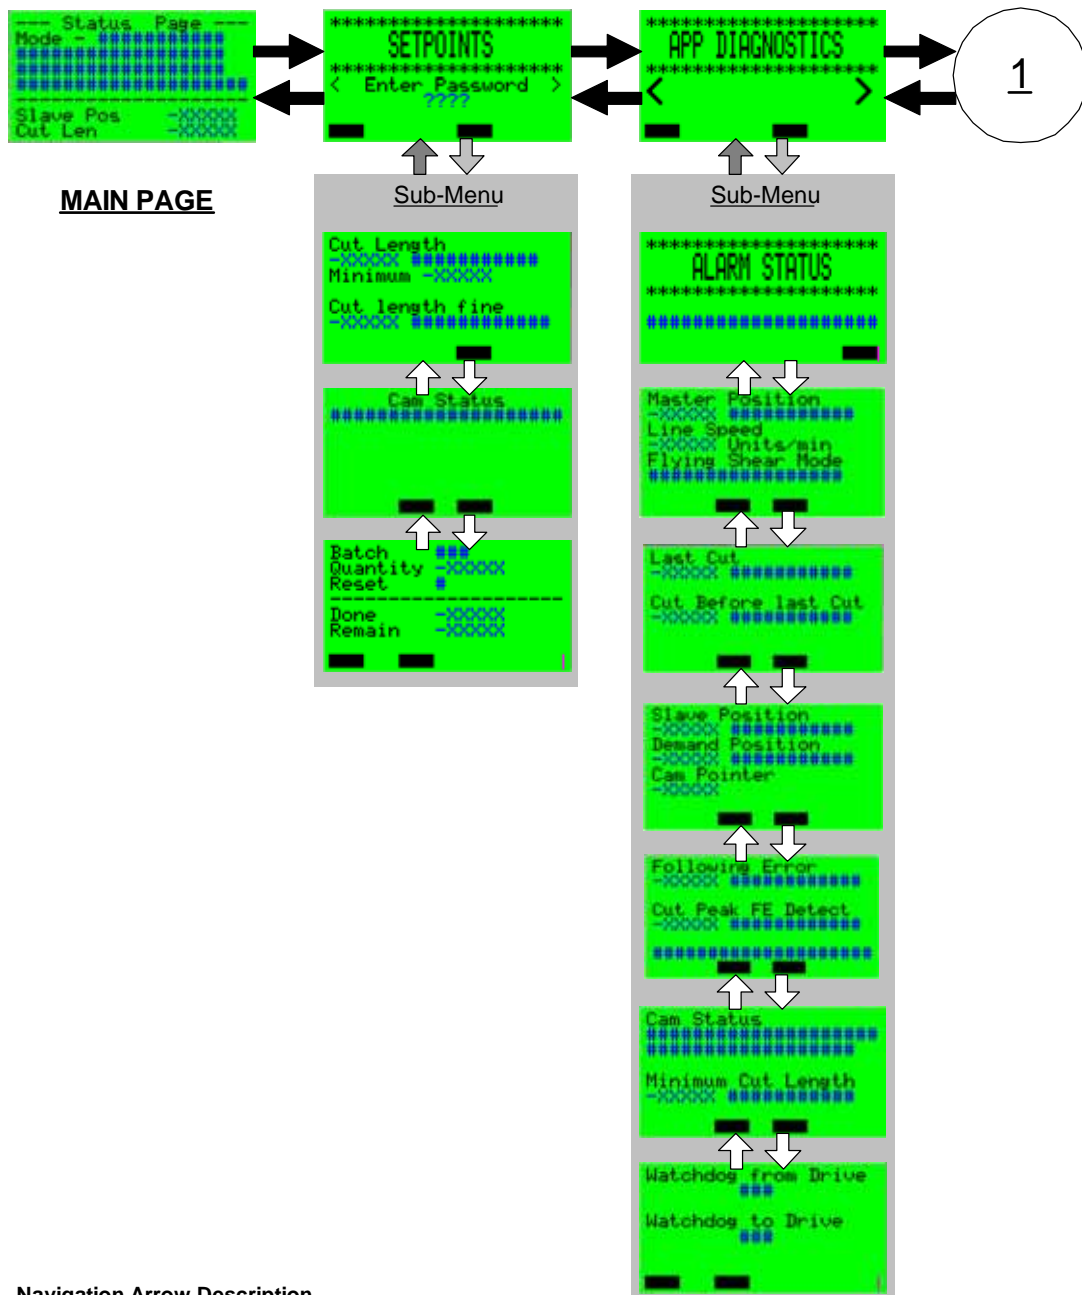 --- Status Page ---
Mode - ###########
##################
##################
####################
--------------------
Slave Pos -XXXXX
Cut Len -XXXXX
MAIN PAGE
********************
SETPOINTS
********************
< Enter Password >
????
********************
APP DIAGNOSTICS
********************
< >
1
Sub-Menu
Cut Length
-XXXXX ###########
Minimum -XXXXX
Cut length fine
-XXXXX ############
Cam Status
####################
Batch ###
Quantity -XXXXX
Reset #
--------------------
Done -XXXXX
Remain -XXXXX
Sub-Menu
********************
ALARM STATUS
********************
####################
Master Position
-XXXXX ###########
Line Speed
-XXXXX Units/min
Flying Shear Mode
#################
Last Cut
-XXXXX ###########
Cut Before last Cut
-XXXXX ###########
Slave Position
-XXXXX ###########
Demand Position
-XXXXX ###########
Cam Pointer
-XXXXX
Following Error
-XXXXX ############
Cut Peak FE Detect
-XXXXX ############
###################
Cam Status
####################
##################
Minimum Cut Length
-XXXXX ###########
Watchdog from Drive
###
Watchdog to Drive
###
Navigation Arrow Description